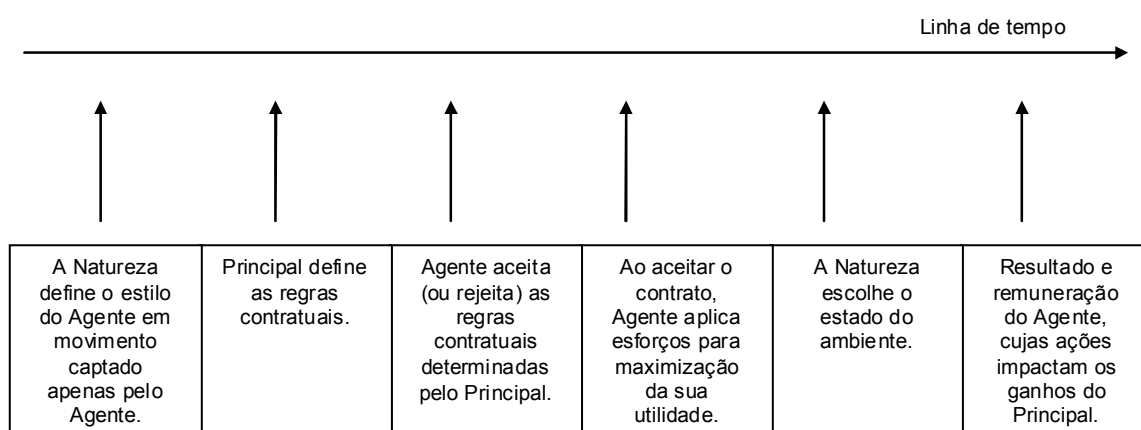 Linha de tempo
A Natureza
define o estilo
do Agente em
movimento
captado
apenas pelo
Agente.
Principal define
as regras
contratuais.
Agente aceita
(ou rejeita) as
regras
contratuais
determinadas
pelo Principal.
Ao aceitar o
contrato,
Agente aplica
esforços para
maximização
da sua
utilidade.
A Natureza
escolhe o
estado do
ambiente.
Resultado e
remuneração
do Agente,
cujas ações
impactam os
ganhos do
Principal.